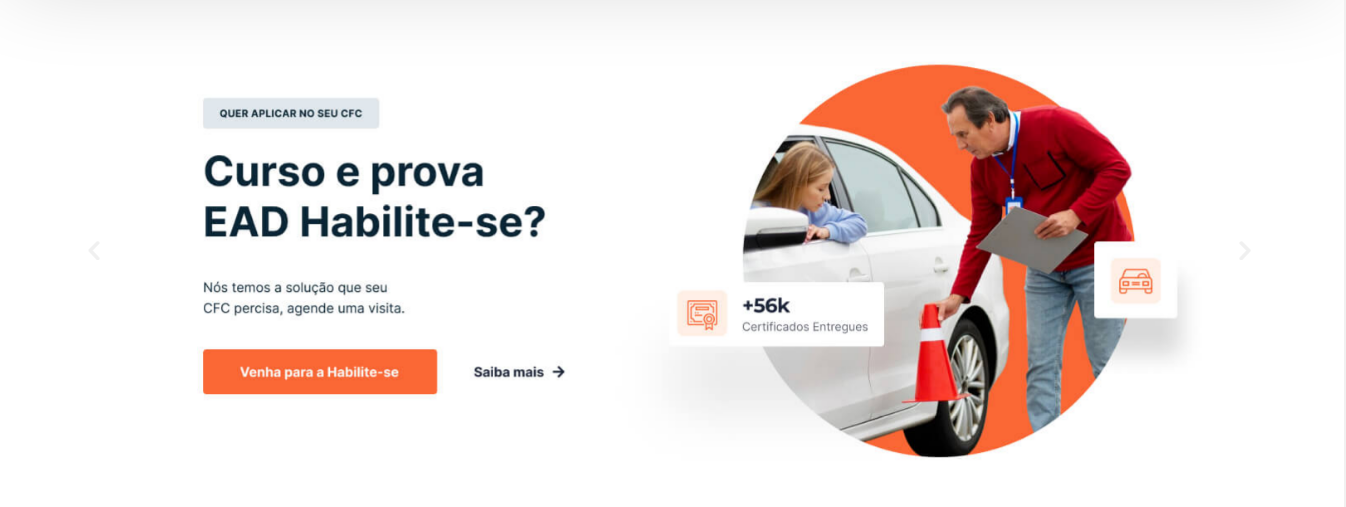 QUER APLICAR NO SEU CFC
Curso e prova
EAD Habilite-se?
Nós temos a solução que seu
CFC percisa, agende uma visita.
Venha para a Habilite-se
Saiba mais →
+56k
Certificados Entregues